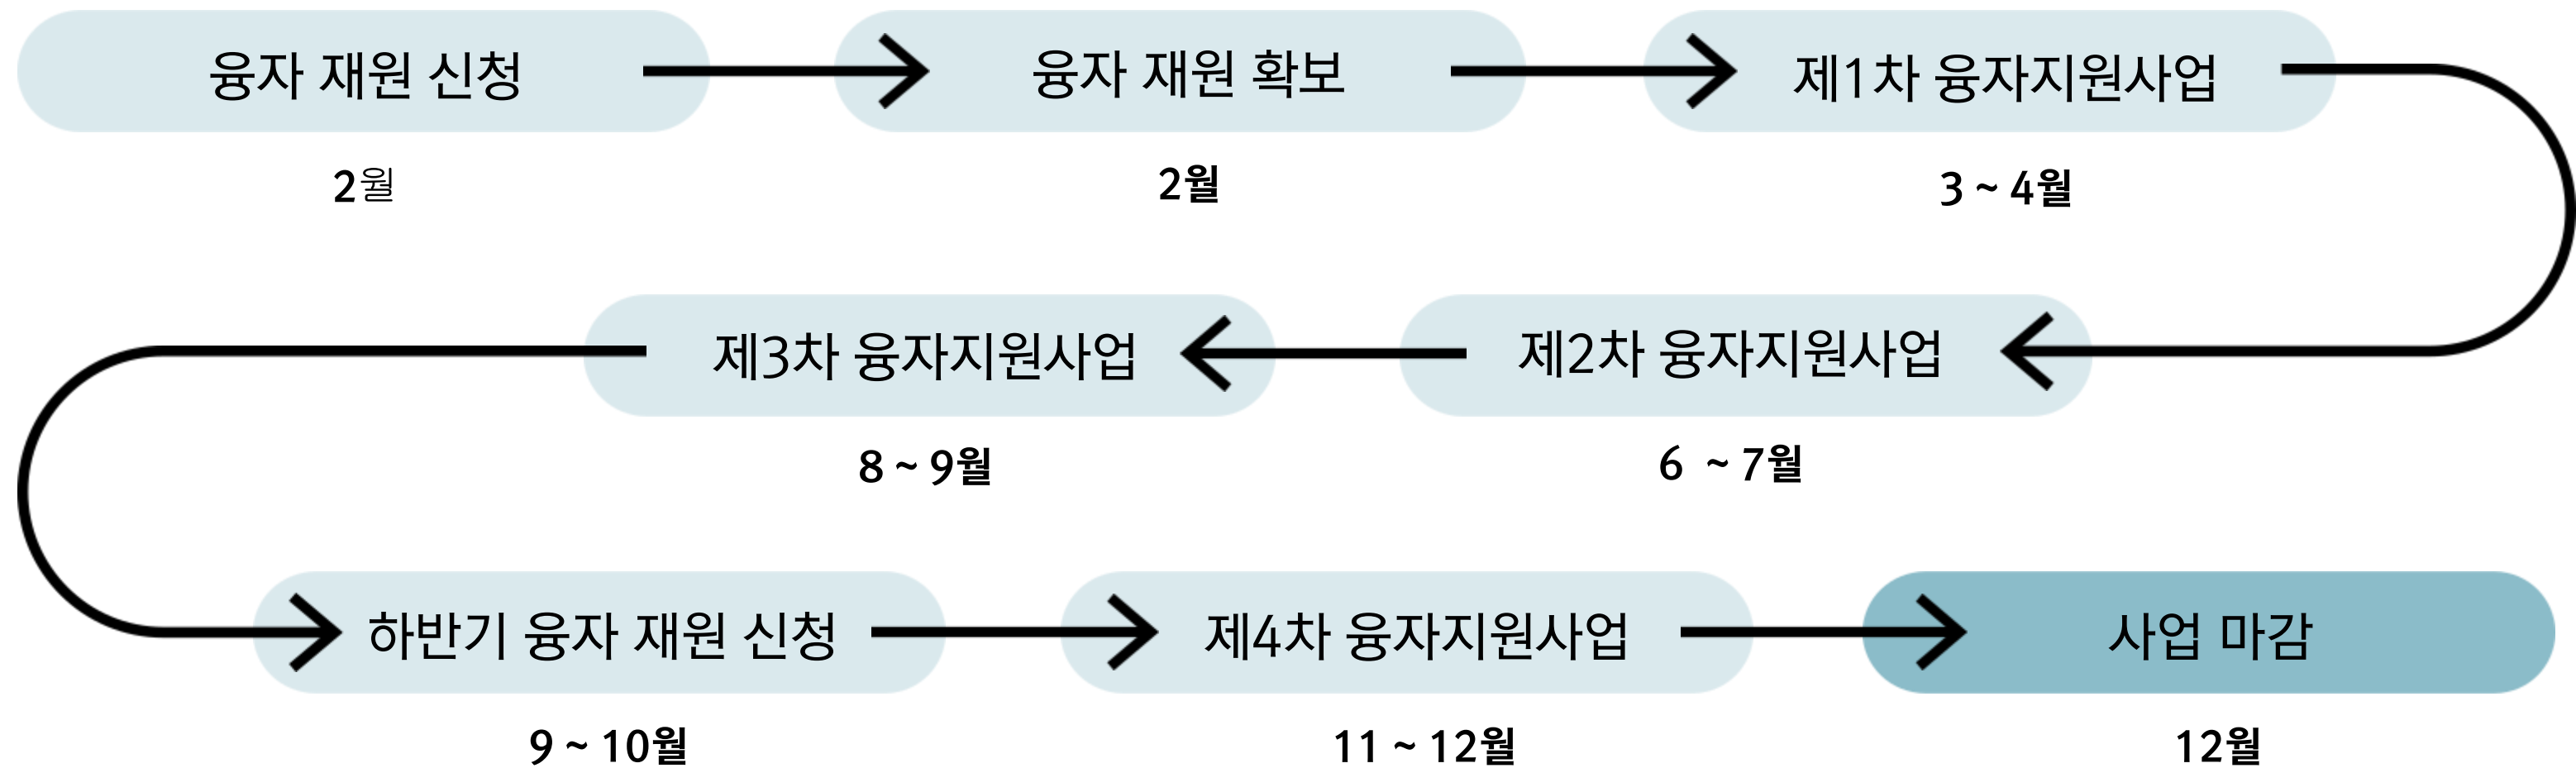 융자 재원 신청
2월
융자 재원 확보
2월
제1차 융자지원사업
3 ~ 4월
제2차 융자지원사업
6 ~ 7월
제3차 융자지원사업
8 ~ 9월
하반기 융자 재원 신청
9 ~ 10월
제4차 융자지원사업
11 ~ 12월
사업 마감
12월